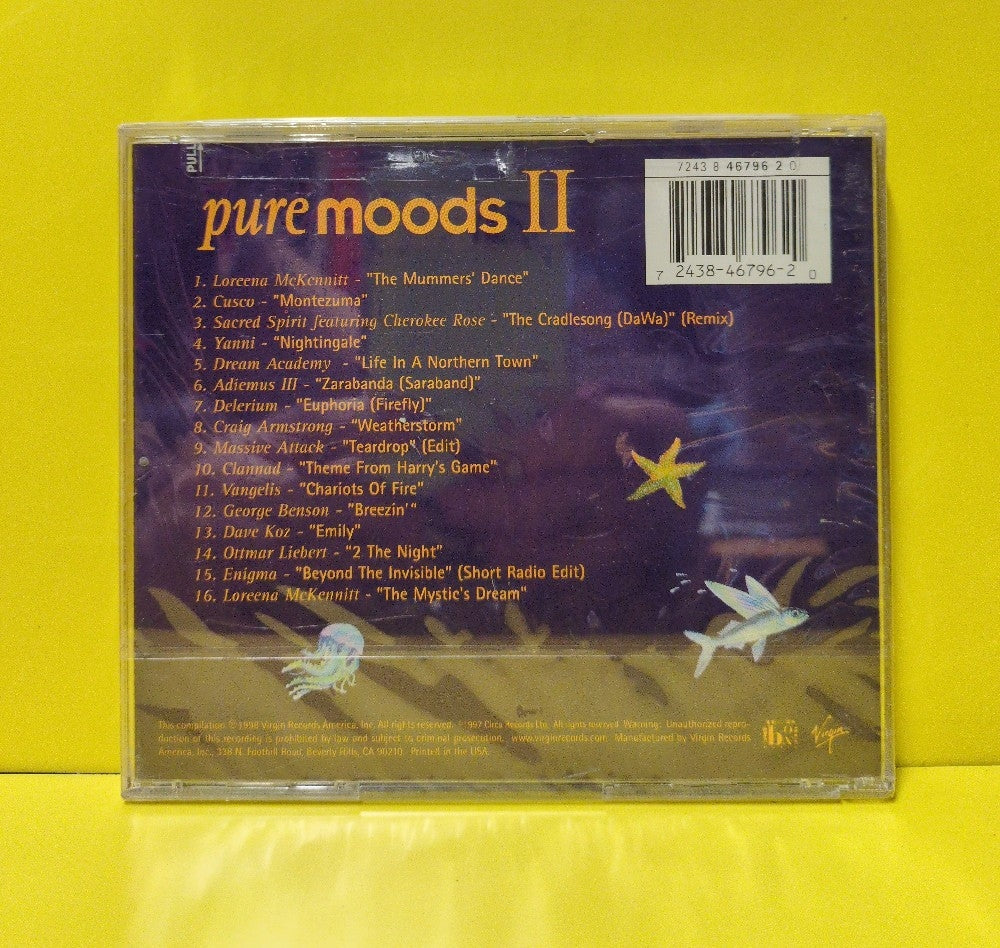 PULL
7243 8 46796 2 0
7 2438-46796-2 0
pure moods II
1. Loreena McKennitt - "The Mummers' Dance"
2. Cusco - "Montezuma"
3. Sacred Spirit featuring Cherokee Rose - "The Cradlesong (DaWa)" (Remix)
4. Yanni - "Nightingale"
5. Dream Academy - "Life In A Northern Town"
6. Adiemus III - "Zarabanda (Saraband)"
7. Delerium - "Euphoria (Firefly)"
8. Craig Armstrong - "Weatherstorm"
9. Massive Attack - "Teardrop" (Edit)
10. Clannad - "Theme From Harry's Game"
11. Vangelis - "Chariots Of Fire"
12. George Benson - "Breezin'"
13. Dave Koz - "Emily"
14. Ottmar Liebert - "2 The Night"
15. Enigma - "Beyond The Invisible" (Short Radio Edit)
16. Loreena McKennitt - "The Mystic's Dream"
This compilation ℗ 1998 Virgin Records America, Inc. All rights reserved. ©1997 Circa Records Ltd. All rights reserved. Warning: Unauthorized repro-
duction of this recording is prohibited by law and subject to criminal prosecution. www.virginrecords.com. Manufactured by Virgin Records
America, Inc., 338 N. Foothill Road, Beverly Hills, CA 90210. Printed in the USA.
Virgin